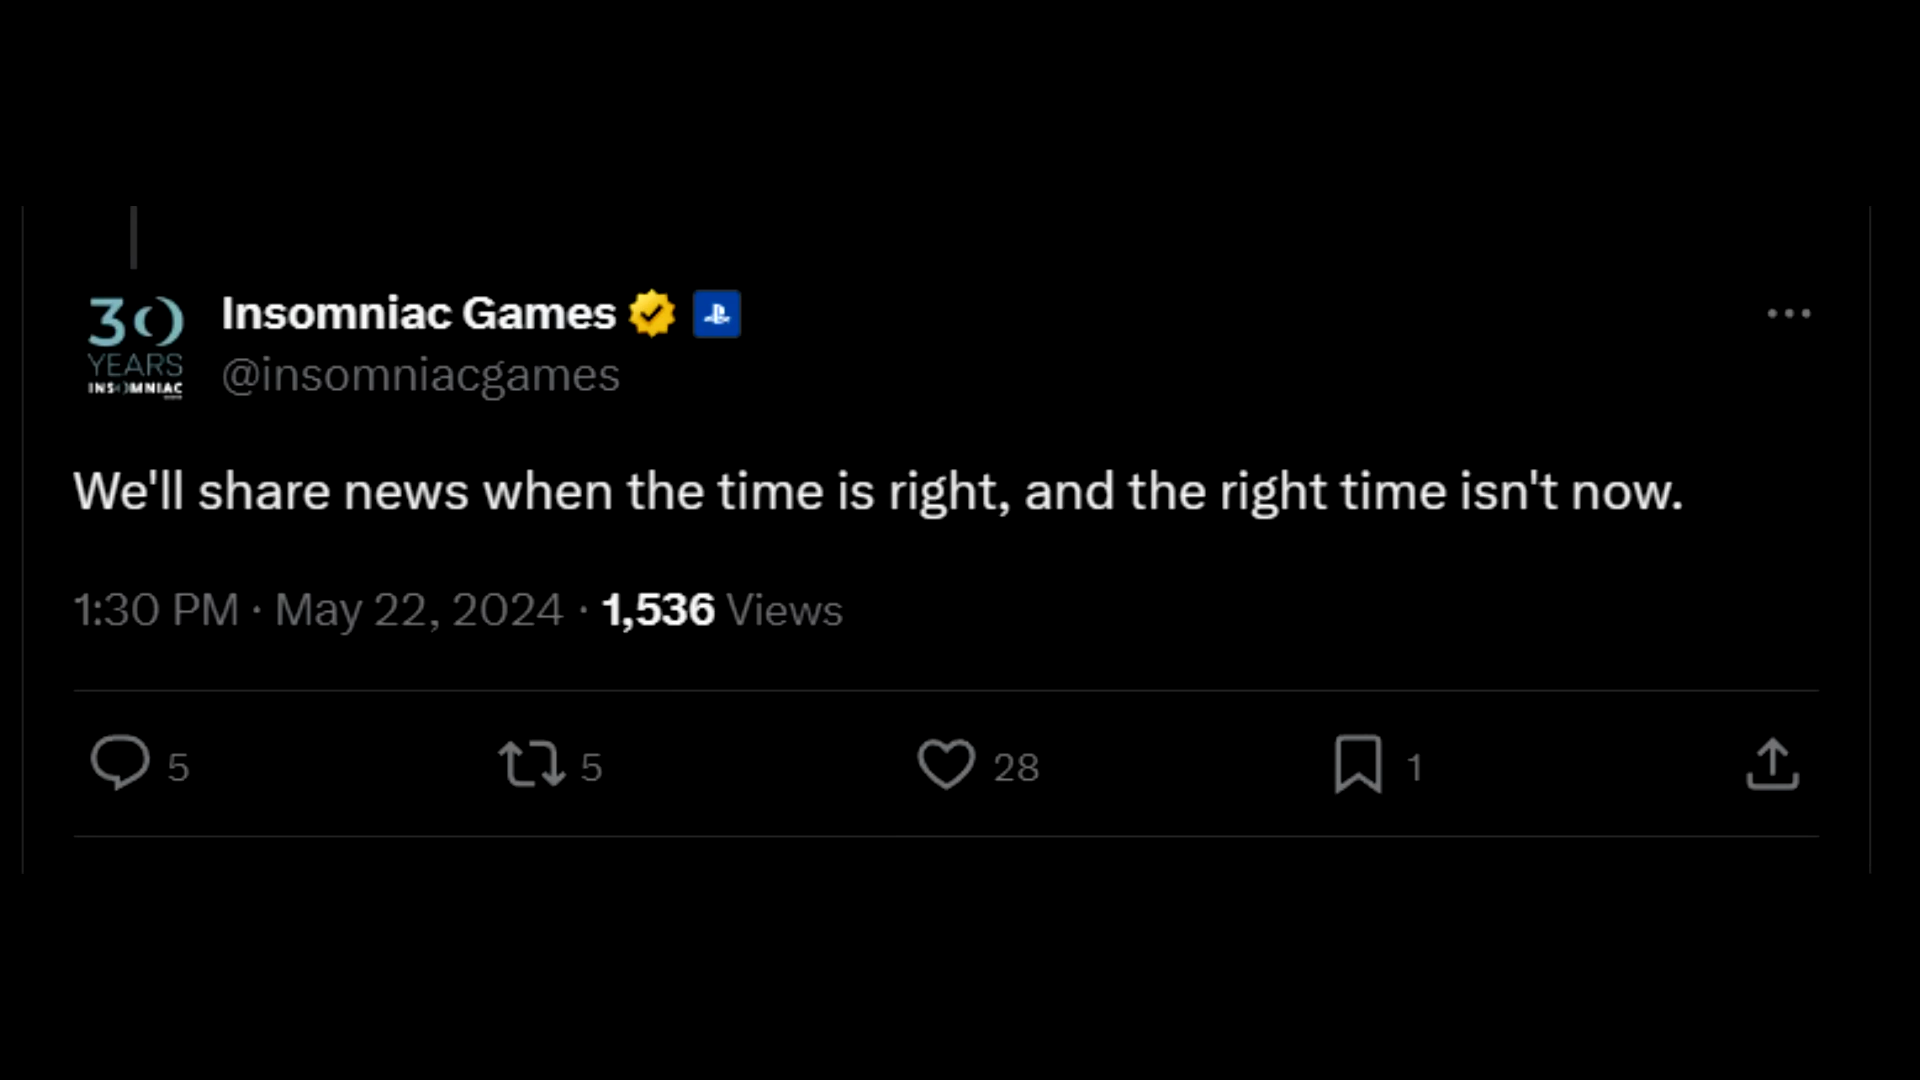 30
YEARS
INSOMNIAC
Insomniac Games
@insomniacgames
We'll share news when the time is right, and the right time isn't now.
1:30 PM · May 22, 2024 · 1,536 Views
5 5 28 1